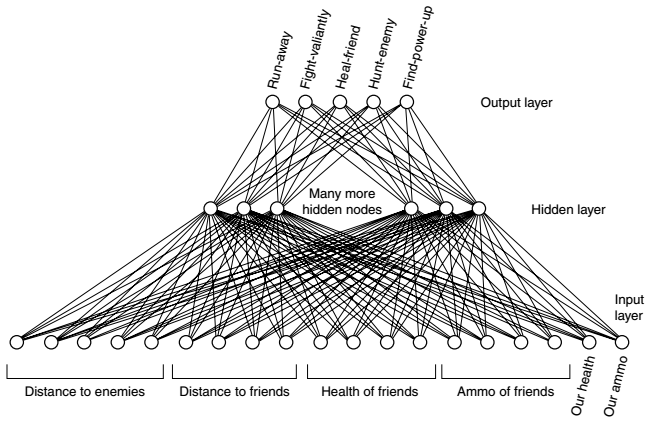 Run-away
Fight-valiantly
Heal-friend
Hunt-enemy
Find-power-up
Output layer
Many more
hidden nodes
Hidden layer
Input
layer
Distance to enemies
Distance to friends
Health of friends
Ammo of friends
Our health
Our ammo